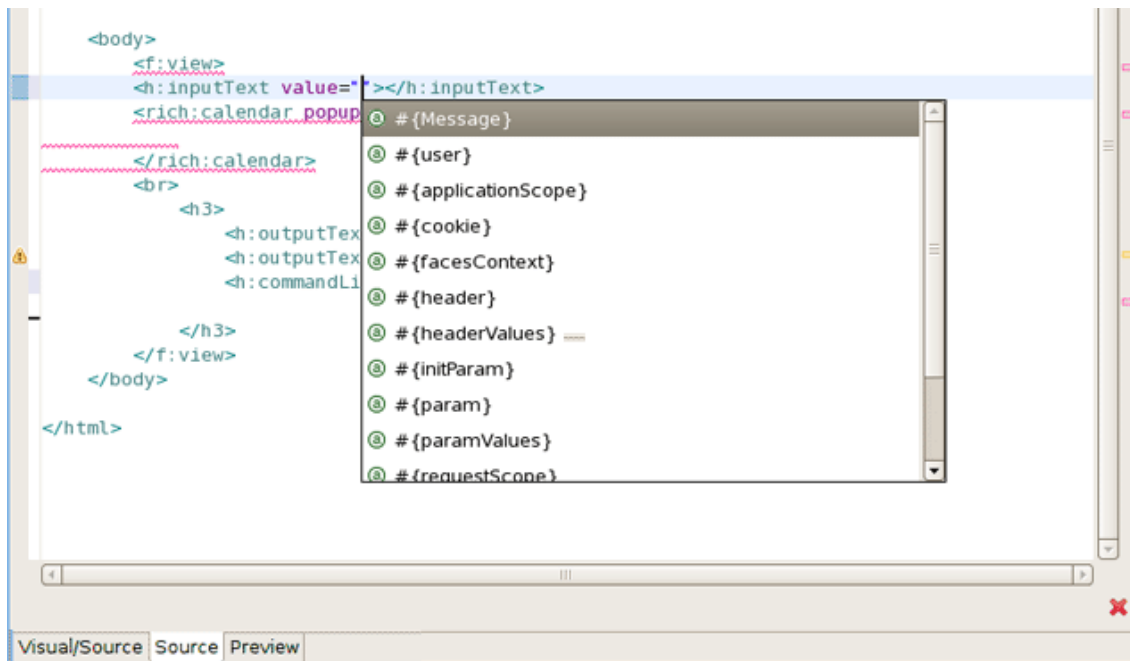 <body>
<f:view>
<h:inputText value=""></h:inputText>
<rich:calendar popup
#{Message}
#{user}
</rich:calendar>
#{applicationScope}
<br>
<h3>
#{cookie}
<h:outputTex
<h:outputTex
#{facesContext}
<h:commandLi
#{header}
</h3>
#{headerValues}
</f:view>
#{initParam}
</body>
#{param}
</html>
#{paramValues}
#{requestScope}
Visual/Source Source Preview